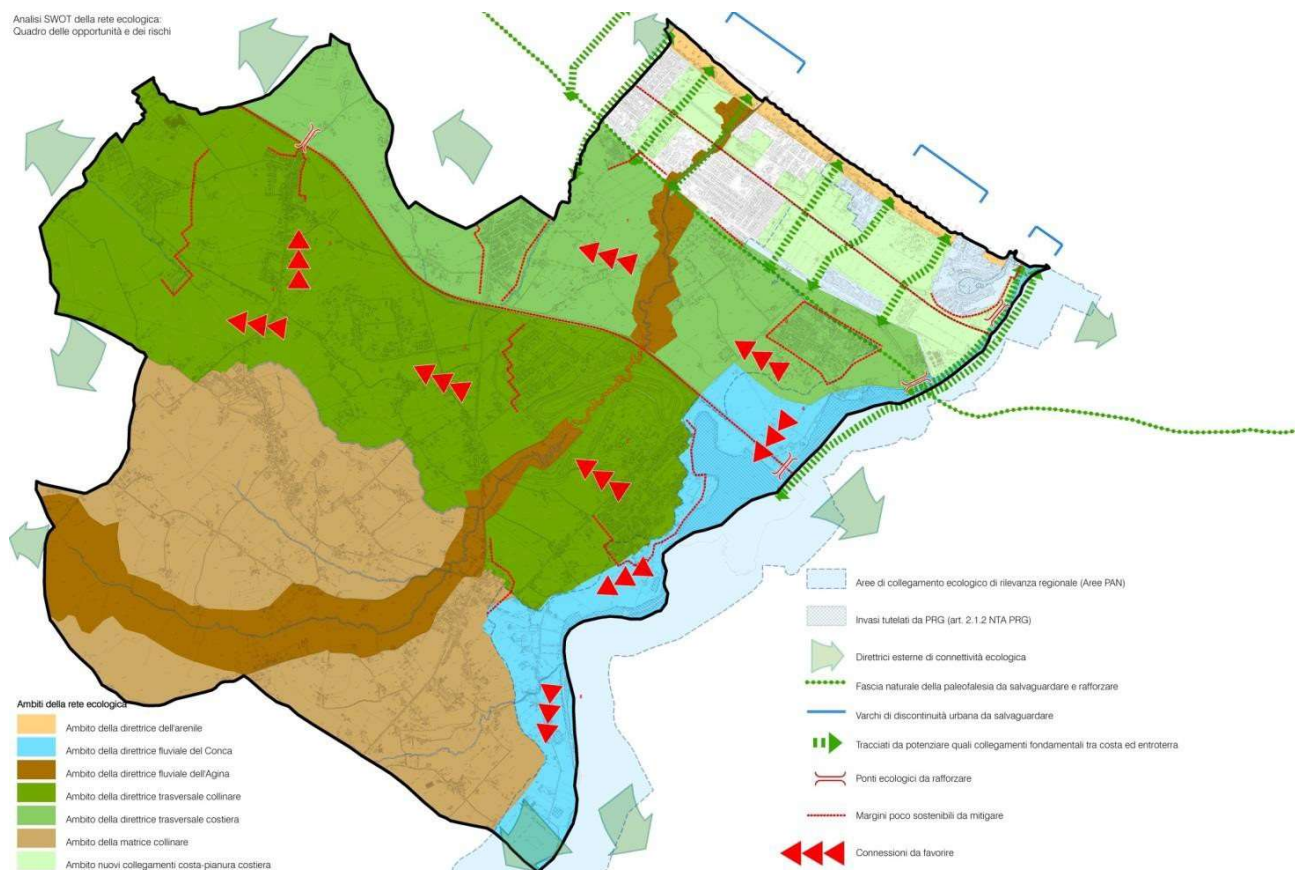 Analisi SWOT della rete ecologica:
Quadro delle opportunità e dei rischi
Ambiti della rete ecologica
Ambito della direttrice dell'arenile
Ambito della direttrice fluviale del Conca
Ambito della direttrice fluviale dell'Agina
Ambito della direttrice trasversale collinare
Ambito della direttrice trasversale costiera
Ambito della matrice collinare
Ambito nuovi collegamenti costa-pianura costiera
Aree di collegamento ecologico di rilevanza regionale (Aree PAN)
Invasi tutelati da PRG (art. 2.1.2 NTA PRG)
Direttrici esterne di connettività ecologica
Fascia naturale della paleofalesia da salvaguardare e rafforzare
Varchi di discontinuità urbana da salvaguardare
Tracciati da potenziare quali collegamenti fondamentali tra costa ed entroterra
Ponti ecologici da rafforzare
Margini poco sostenibili da mitigare
Connessioni da favorire